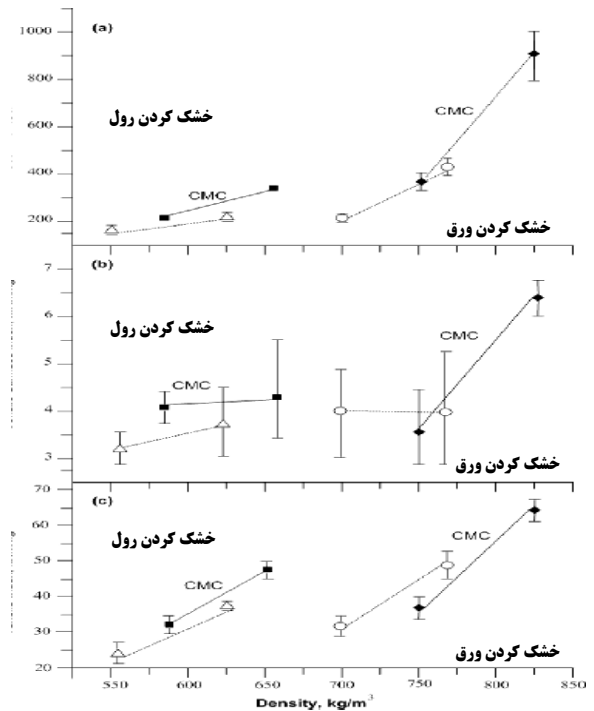 (a)
1000
800
600
400
200
CMC
CMC
خشک کردن رول
خشک کردن ورق
(b)
7
6
5
4
3
CMC
CMC
خشک کردن رول
خشک کردن ورق
(c)
70
60
50
40
30
20
CMC
CMC
خشک کردن رول
خشک کردن ورق
550 600 650 700 750 800 850
Density, kg/m³